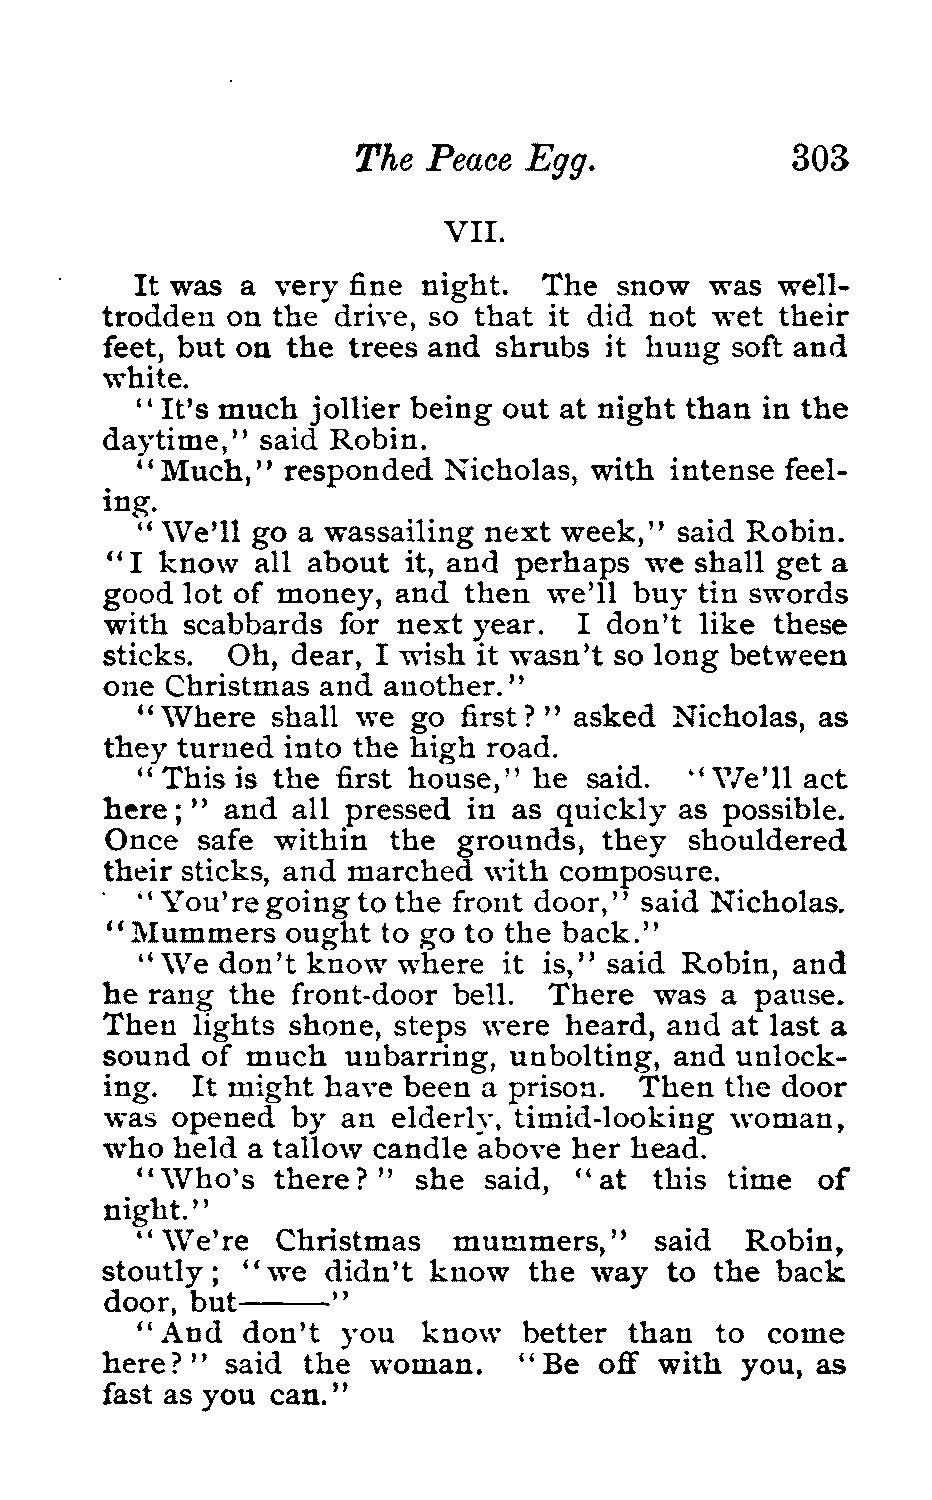 The Peace Egg. 303
VII.
It was a very fine night. The snow was well-
trodden on the drive, so that it did not wet their
feet, but on the trees and shrubs it hung soft and
white.
"It's much jollier being out at night than in the
daytime," said Robin.
"Much," responded Nicholas, with intense feel-
ing.
"We'll go a wassailing next week," said Robin.
"I know all about it, and perhaps we shall get a
good lot of money, and then we'll buy tin swords
with scabbards for next year. I don't like these
sticks. Oh, dear, I wish it wasn't so long between
one Christmas and another."
"Where shall we go first?" asked Nicholas, as
they turned into the high road.
"This is the first house," he said. "We'll act
here;" and all pressed in as quickly as possible.
Once safe within the grounds, they shouldered
their sticks, and marched with composure.
"You're going to the front door," said Nicholas.
"Mummers ought to go to the back."
"We don't know where it is," said Robin, and
he rang the front-door bell. There was a pause.
Then lights shone, steps were heard, and at last a
sound of much unbarring, unbolting, and unlock-
ing. It might have been a prison. Then the door
was opened by an elderly, timid-looking woman,
who held a tallow candle above her head.
"Who's there?" she said, "at this time of
night."
"We're Christmas mummers," said Robin,
stoutly; "we didn't know the way to the back
door, but——"
"And don't you know better than to come
here?" said the woman. "Be off with you, as
fast as you can."